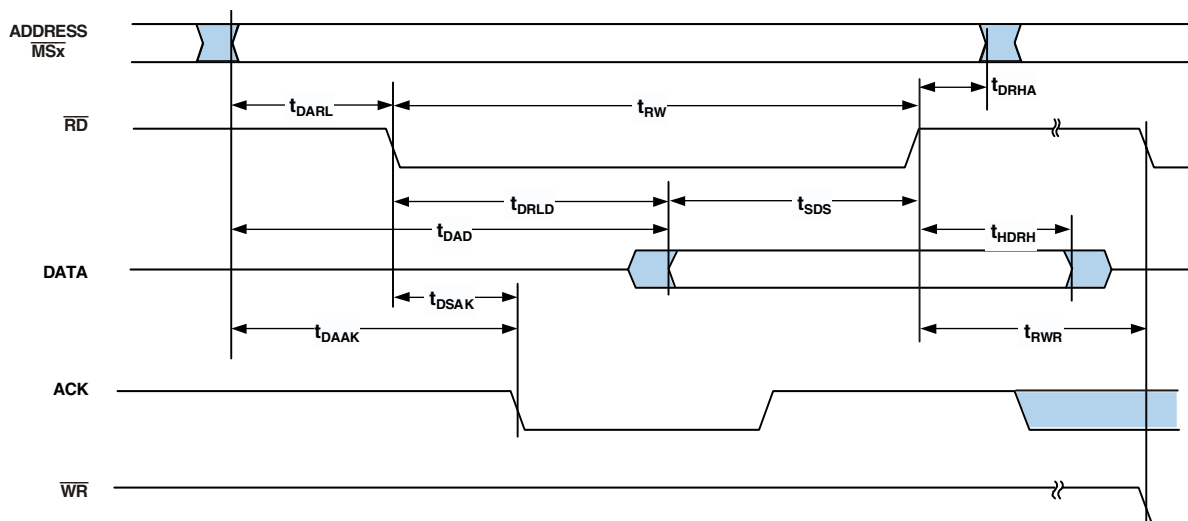 ADDRESS
MSx
tDRHA
tDARL
tRW
RD
tDRLD
tSDS
tDAD
tHDRH
DATA
tDSAK
tDAAK
tRWR
ACK
WR